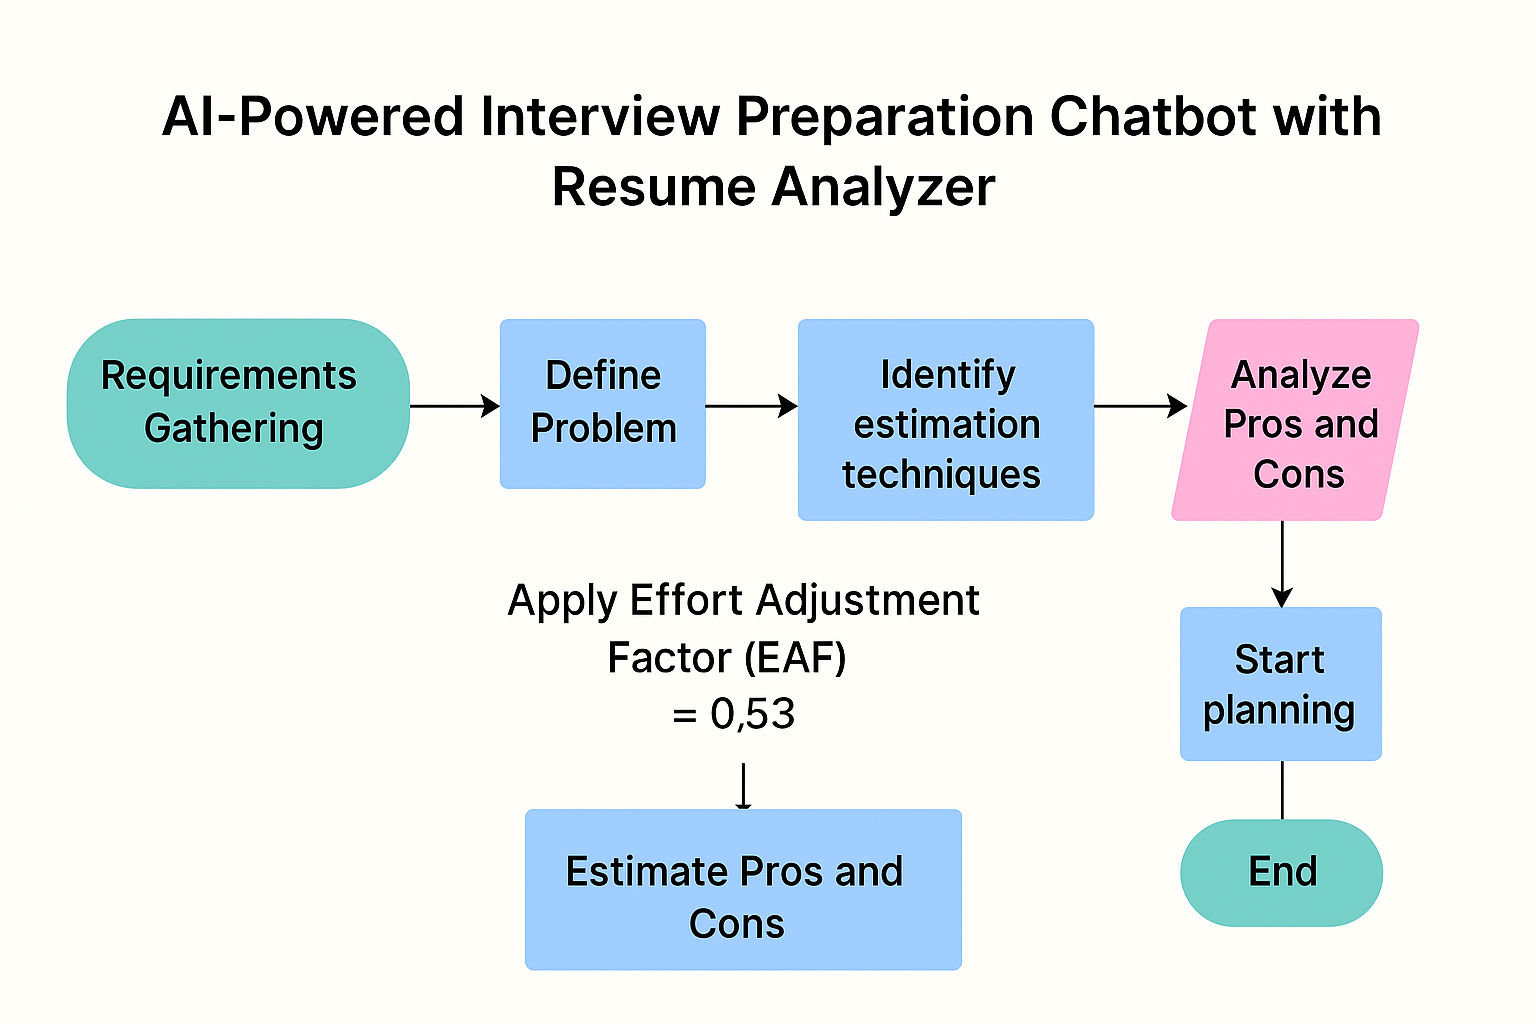 AI-Powered Interview Preparation Chatbot with
Resume Analyzer
Requirements
Gathering
Define
Problem
Identify
estimation
techniques
Analyze
Pros and
Cons
Apply Effort Adjustment
Factor (EAF)
= 0,53
Start
planning
Estimate Pros and
Cons
End